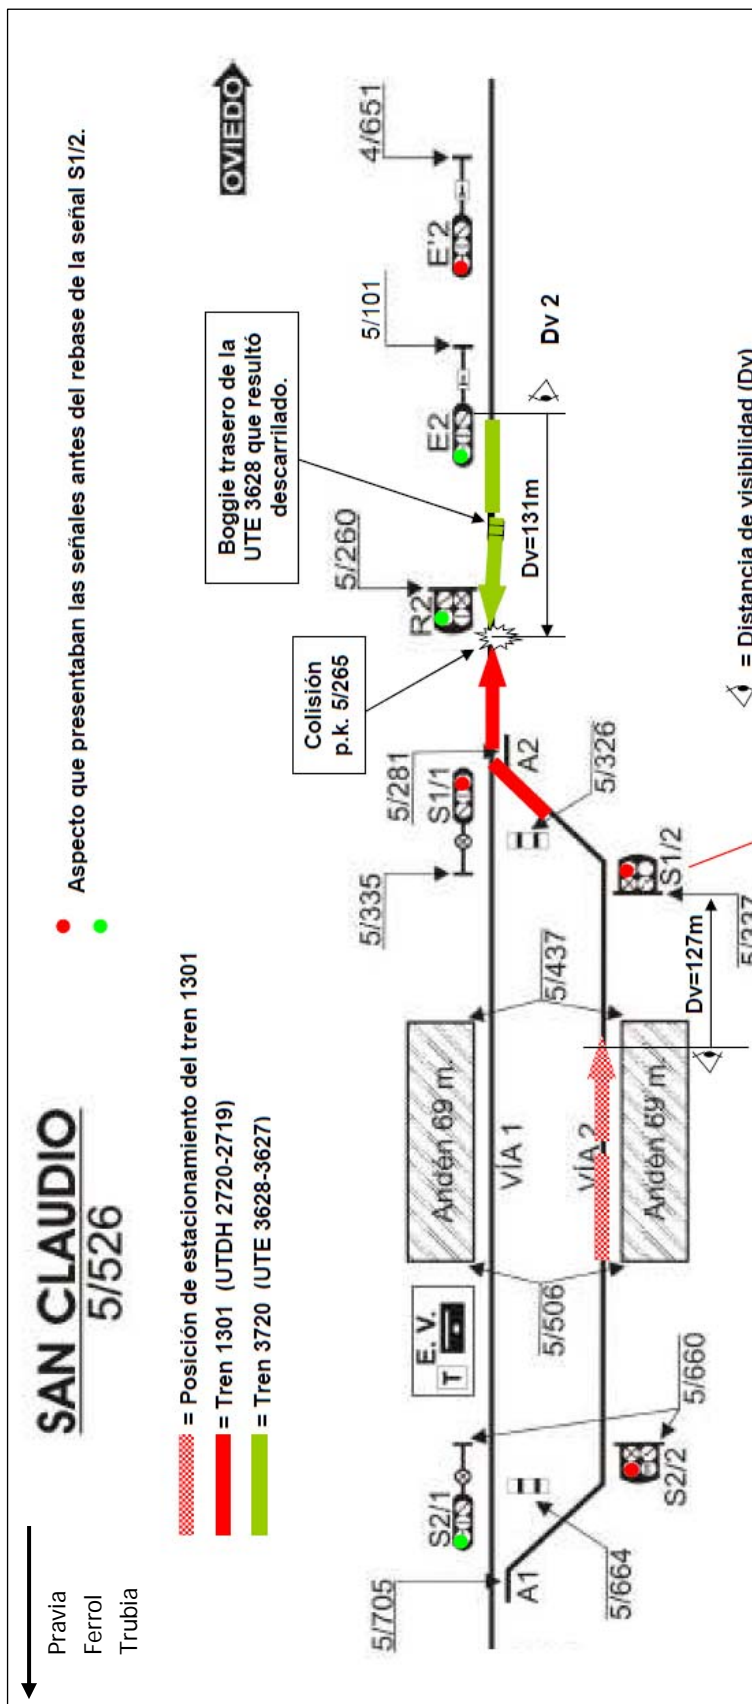 Pravia
Ferrol
Trubia
SAN CLAUDIO
5/526
OVIEDO
Aspecto que presentaban las señales antes del rebase de la señal S1/2.
= Posición de estacionamiento del tren 1301
= Tren 1301 (UTDH 2720-2719)
= Tren 3720 (UTE 3628-3627)
Boggie trasero de la
UTE 3628 que resultó
descarrilado.
Colisión
p.k. 5/265
5/705
S2/1
E. V.
T
5/335
S1/1
5/281
R2
5/260
E2
5/101
E'2
4/651
A1
5/664
5/660
S2/2
5/506
Andén 69 m.
VÍA 1
VÍA 2
Andén 69 m.
5/437
A2
5/326
S1/2
Dv=127m
Dv=131m
Dv 2
= Distancia de visibilidad (Dv)